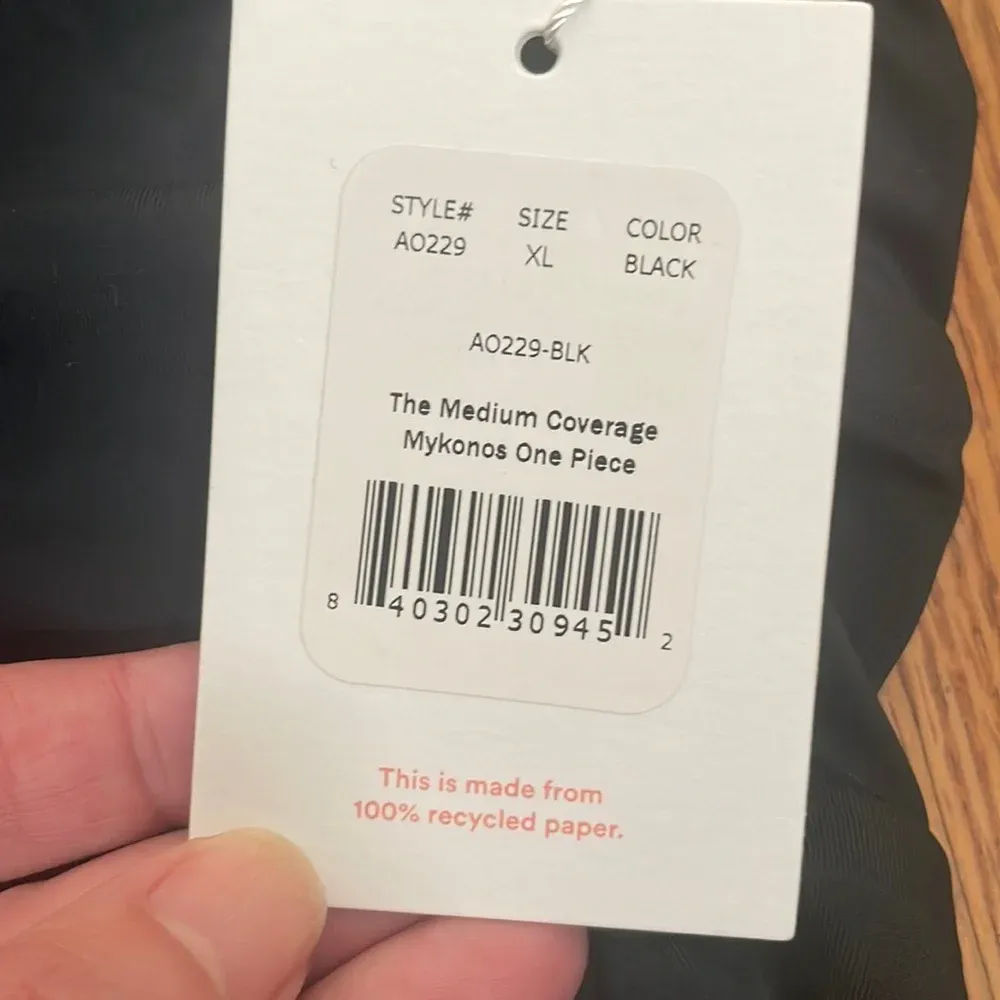 STYLE# SIZE COLOR
AO229 XL BLACK
AO229-BLK
The Medium Coverage
Mykonos One Piece
8 40302 30945 2
This is made from
100% recycled paper.